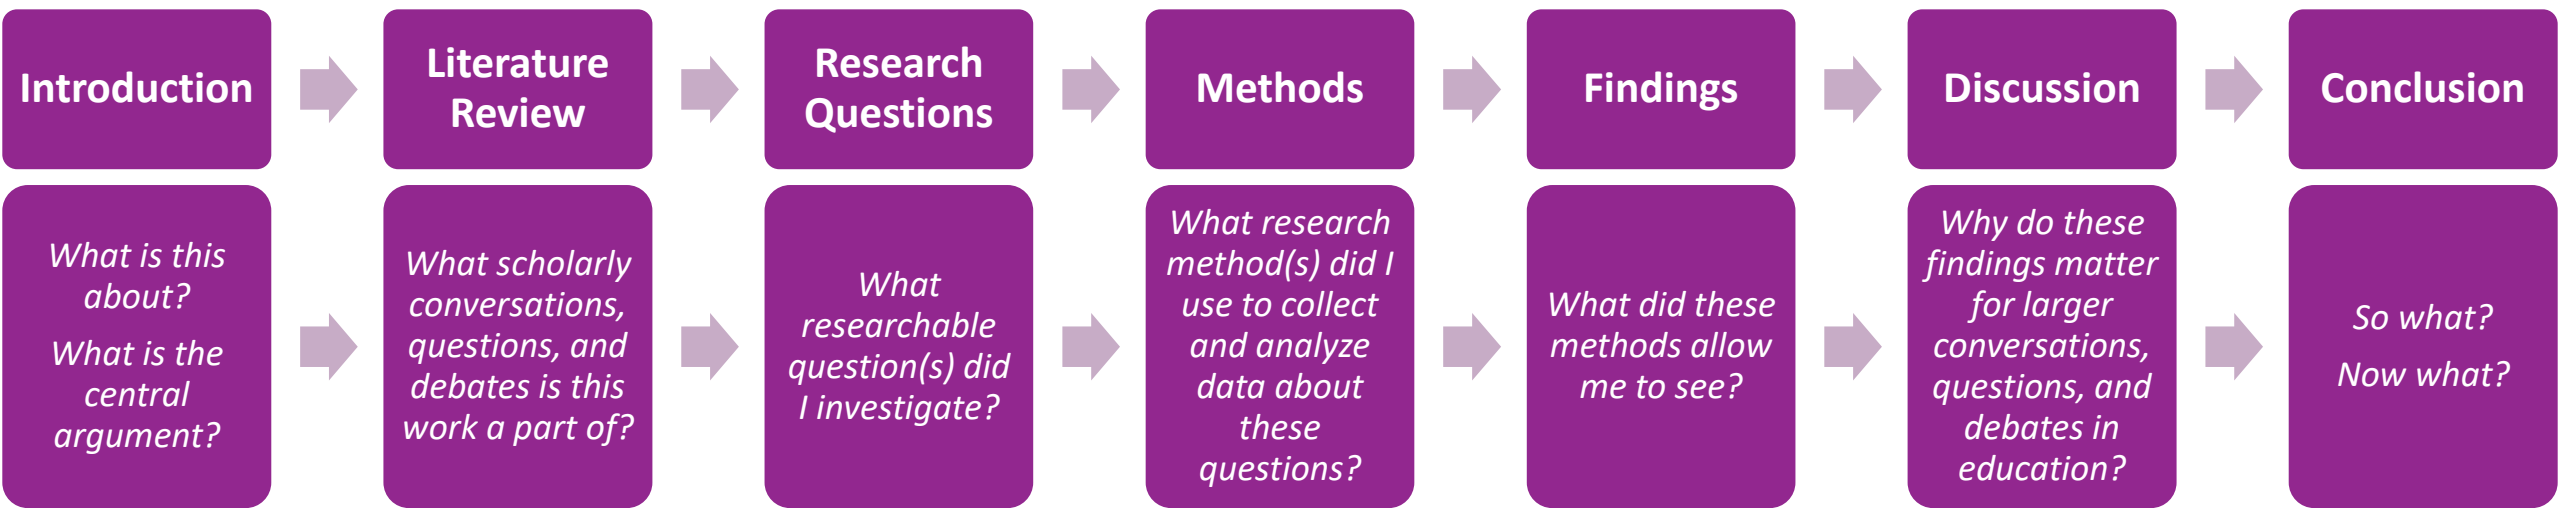 Introduction
Literature
Review
Research
Questions
Methods
Findings
Discussion
Conclusion
What is this
about?
What is the
central
argument?
What scholarly
conversations,
questions, and
debates is this
work a part of?
What
researchable
question(s) did
I investigate?
What research
method(s) did I
use to collect
and analyze
data about
these
questions?
What did these
methods allow
me to see?
Why do these
findings matter
for larger
conversations,
questions, and
debates in
education?
So what?
Now what?